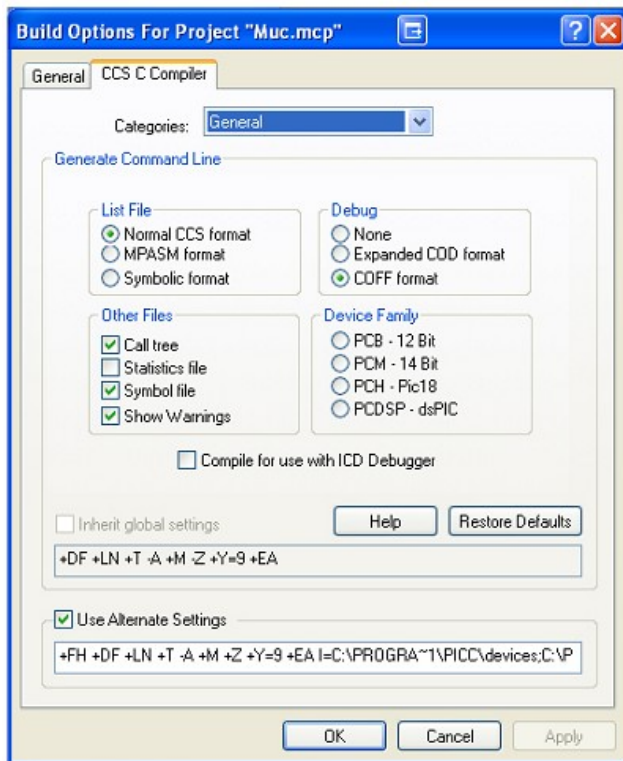 Build Options For Project "Muc.mcp"
General
CCS C Compiler
Categories: General
Generate Command Line
List File
Normal CCS format
MPASM format
Symbolic format
Debug
None
Expanded COD format
COFF format
Other Files
Call tree
Statistics file
Symbol file
Show Warnings
Device Family
PCB - 12 Bit
PCM - 14 Bit
PCH - Pic18
PCDSP - dsPIC
Compile for use with ICD Debugger
Inherit global settings
Help
Restore Defaults
+DF +LN +T -A +M -Z +Y=9 +EA
Use Alternate Settings
+FH +DF +LN +T -A +M +Z +Y=9 +EA I=C:\PROGRA~1\PICC\devices;C:\P
OK
Cancel
Apply